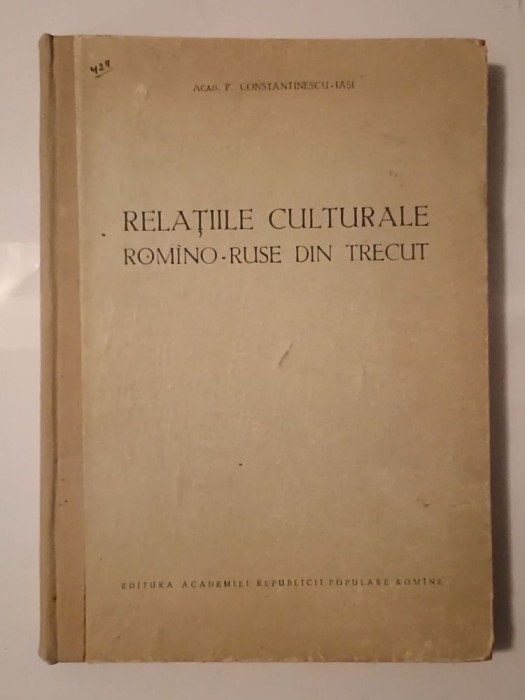 429
ACAD. P. CONSTANTINESCU-IAȘI
RELAȚIILE CULTURALE
ROMÎNO-RUSE DIN TRECUT
EDITURA ACADEMIEI REPUBLICII POPULARE ROMÎNE